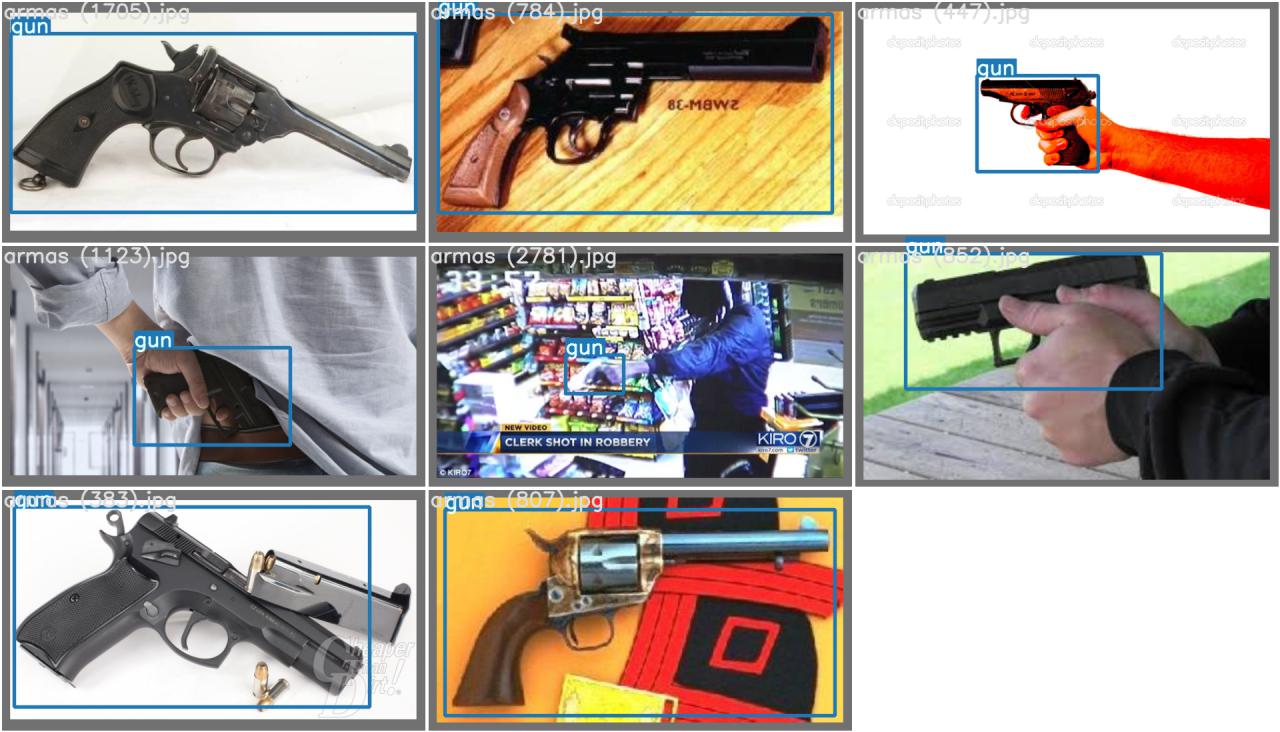 armas (1705).jpg
gun
armas (784).jpg
gun
SWBM-38
armas (447).jpg
depositphotos depositphotos depositphotos
gun
depositphotos depositphotos depositphotos
depositphotos depositphotos depositphotos
armas (1123).jpg
gun
armas (2781).jpg
33:57
gun
NEW VIDEO
CLERK SHOT IN ROBBERY
KIRO 7
kiro7.com Twitter
© KIRO7
armas (852).jpg
gun
armas (383).jpg
gun
Cheaper
Than
Dirt!
armas (807).jpg
gun